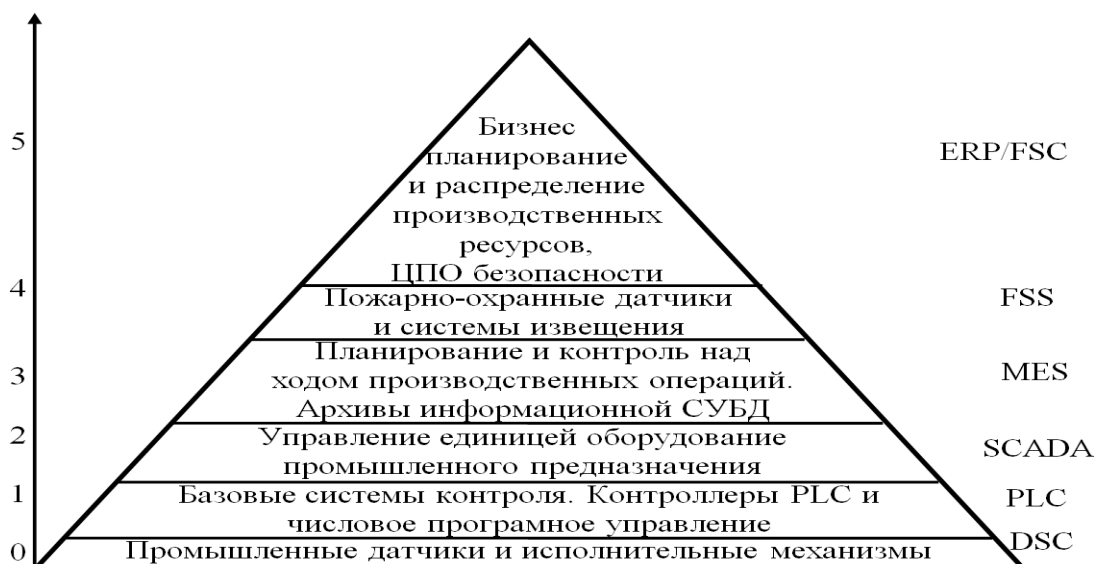 5
Бизнес
планирование
и распределение
производственных
ресурсов,
ЦПО безопасности
ERP/FSC
4
Пожарно-охранные датчики
и системы извещения
FSS
3
Планирование и контроль над
ходом производственных операций.
Архивы информационной СУБД
MES
2
Управление единицей оборудование
промышленного предназначения
SCADA
1
Базовые системы контроля. Контроллеры PLC и
числовое програмное управление
PLC
0
Промышленные датчики и исполнительные механизмы
DSC